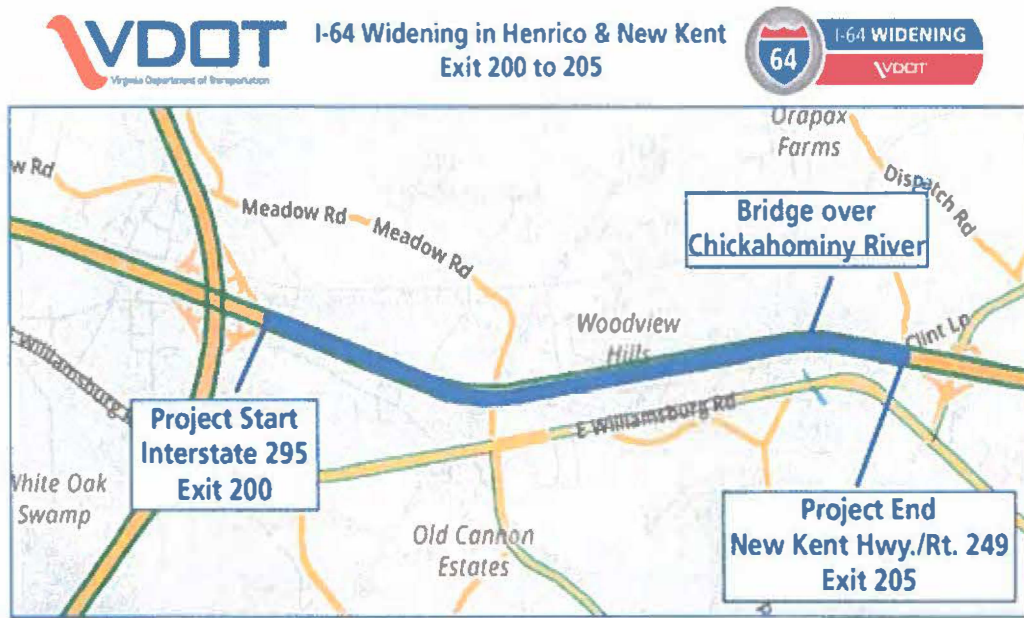 VDOT
Virginia Department of Transportation
I-64 Widening in Henrico & New Kent
Exit 200 to 205
64
I-64 WIDENING
VDOT
Orapax
Farms
w Rd
Dispatch Rd
Meadow Rd
Meadow Rd
Bridge over
Chickahominy River
Woodview
Hills
Clint Lp
Williamsburg
E Williamsburg Rd
Project Start
Interstate 295
Exit 200
White Oak
Swamp
Old Cannon
Estates
Project End
New Kent Hwy./Rt. 249
Exit 205